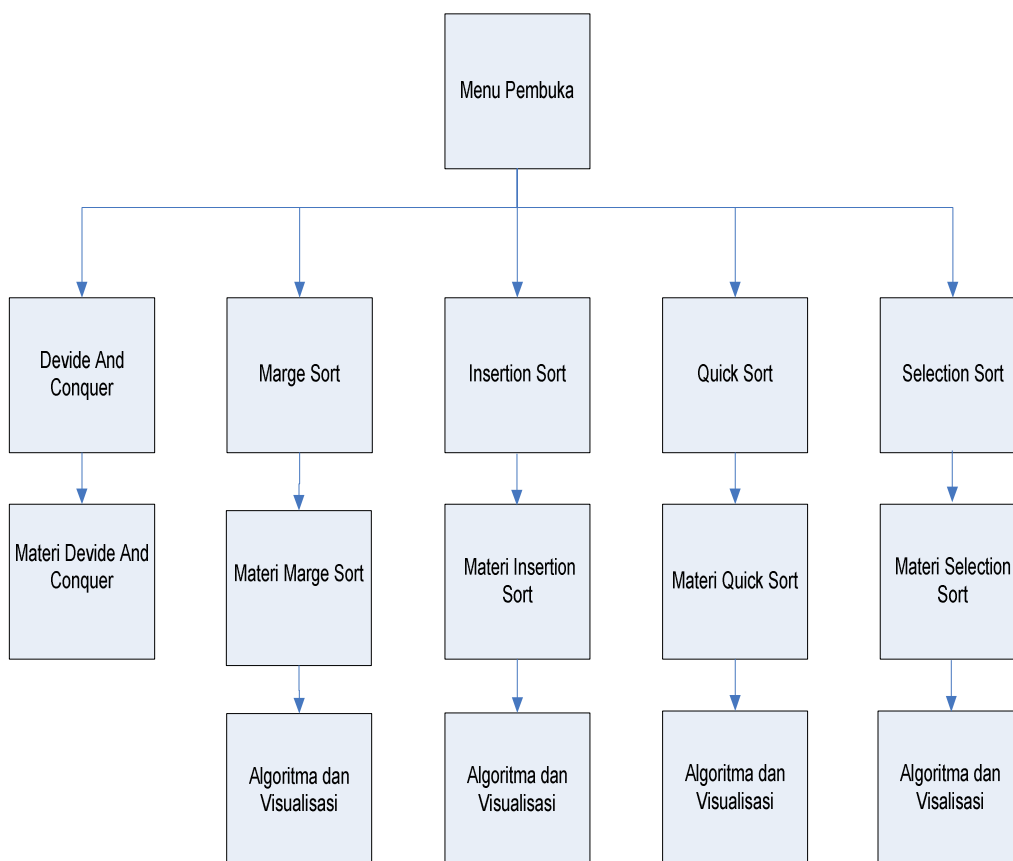 Menu Pembuka
Devide And
Conquer
Marge Sort
Insertion Sort
Quick Sort
Selection Sort
Materi Devide And
Conquer
Materi Marge Sort
Materi Insertion
Sort
Materi Quick Sort
Materi Selection
Sort
Algoritma dan
Visualisasi
Algoritma dan
Visualisasi
Algoritma dan
Visualisasi
Algoritma dan
Visalisasi